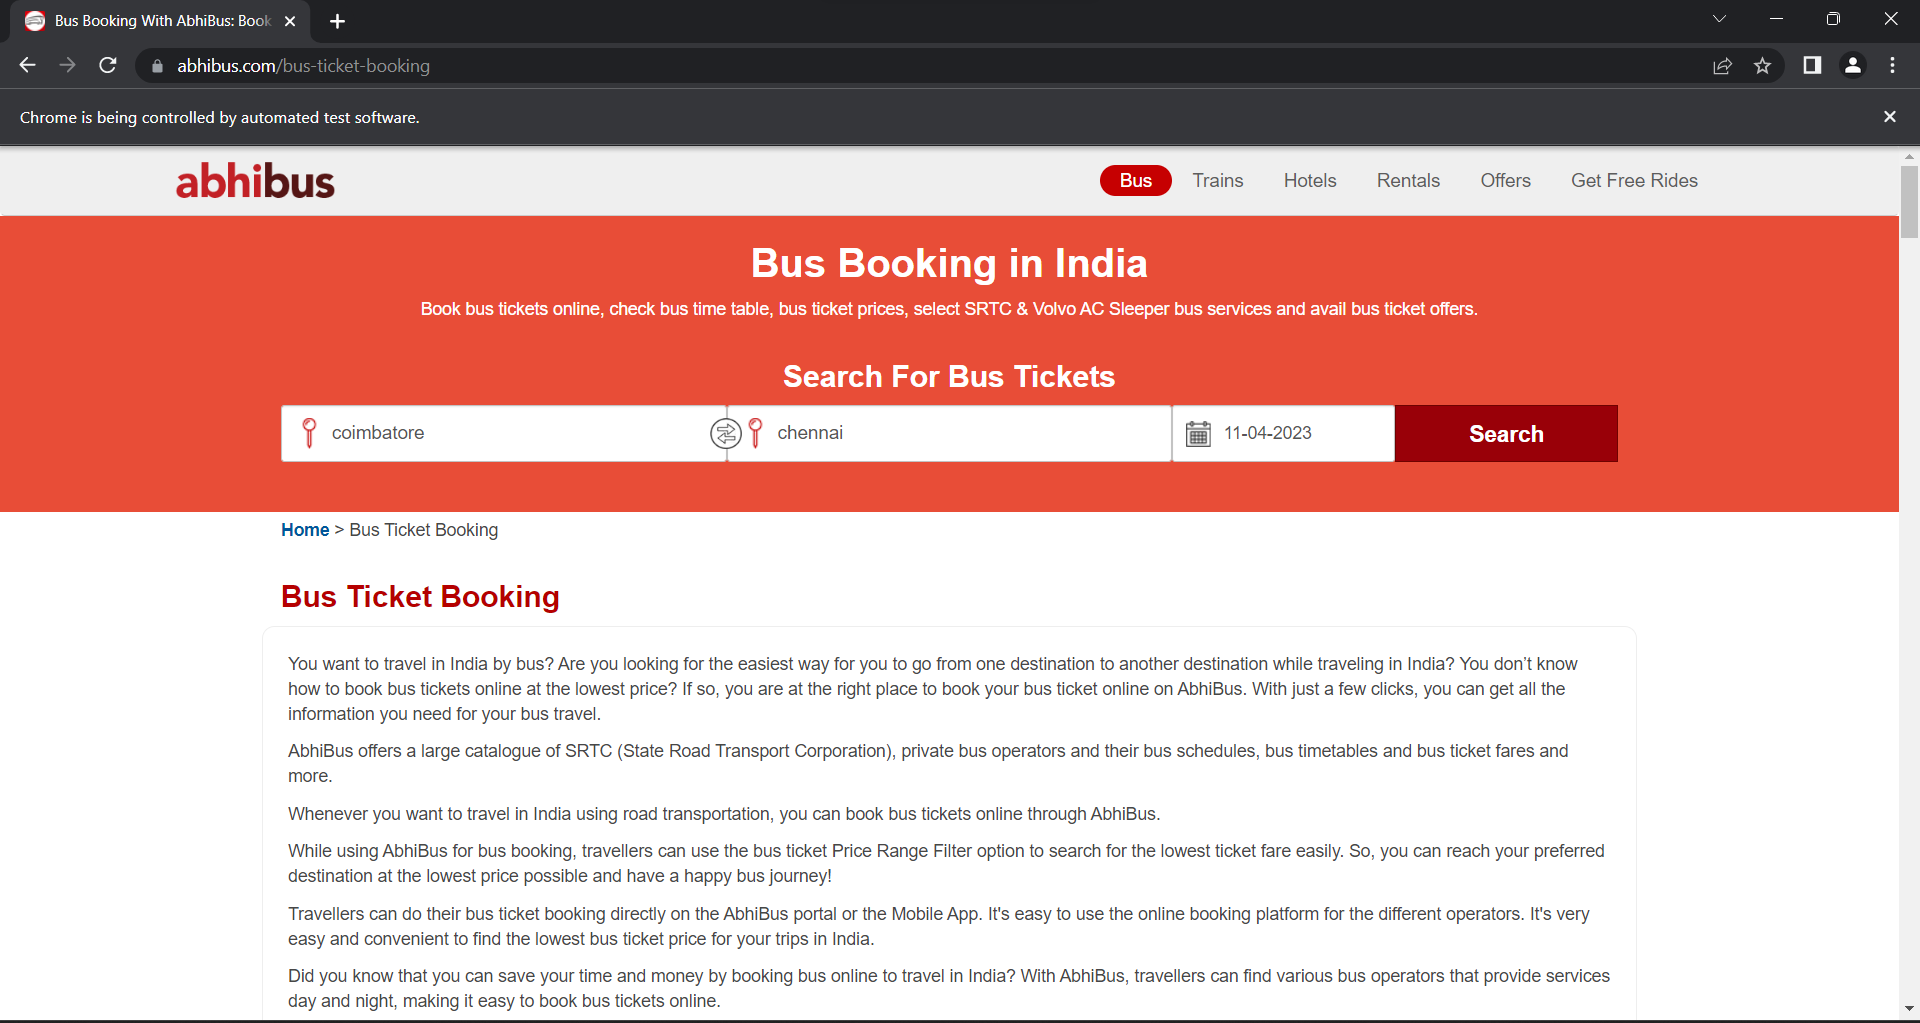 Bus Booking With AbhiBus: Book
abhibus.com/bus-ticket-booking
Chrome is being controlled by automated test software.
abhibus
Bus Trains Hotels Rentals Offers Get Free Rides
Bus Booking in India
Book bus tickets online, check bus time table, bus ticket prices, select SRTC & Volvo AC Sleeper bus services and avail bus ticket offers.
Search For Bus Tickets
coimbatore chennai 11-04-2023 Search
Home > Bus Ticket Booking
Bus Ticket Booking
You want to travel in India by bus? Are you looking for the easiest way for you to go from one destination to another destination while traveling in India? You don’t know
how to book bus tickets online at the lowest price? If so, you are at the right place to book your bus ticket online on AbhiBus. With just a few clicks, you can get all the
information you need for your bus travel.
AbhiBus offers a large catalogue of SRTC (State Road Transport Corporation), private bus operators and their bus schedules, bus timetables and bus ticket fares and
more.
Whenever you want to travel in India using road transportation, you can book bus tickets online through AbhiBus.
While using AbhiBus for bus booking, travellers can use the bus ticket Price Range Filter option to search for the lowest ticket fare easily. So, you can reach your preferred
destination at the lowest price possible and have a happy bus journey!
Travellers can do their bus ticket booking directly on the AbhiBus portal or the Mobile App. It's easy to use the online booking platform for the different operators. It's very
easy and convenient to find the lowest bus ticket price for your trips in India.
Did you know that you can save your time and money by booking bus online to travel in India? With AbhiBus, travellers can find various bus operators that provide services
day and night, making it easy to book bus tickets online.